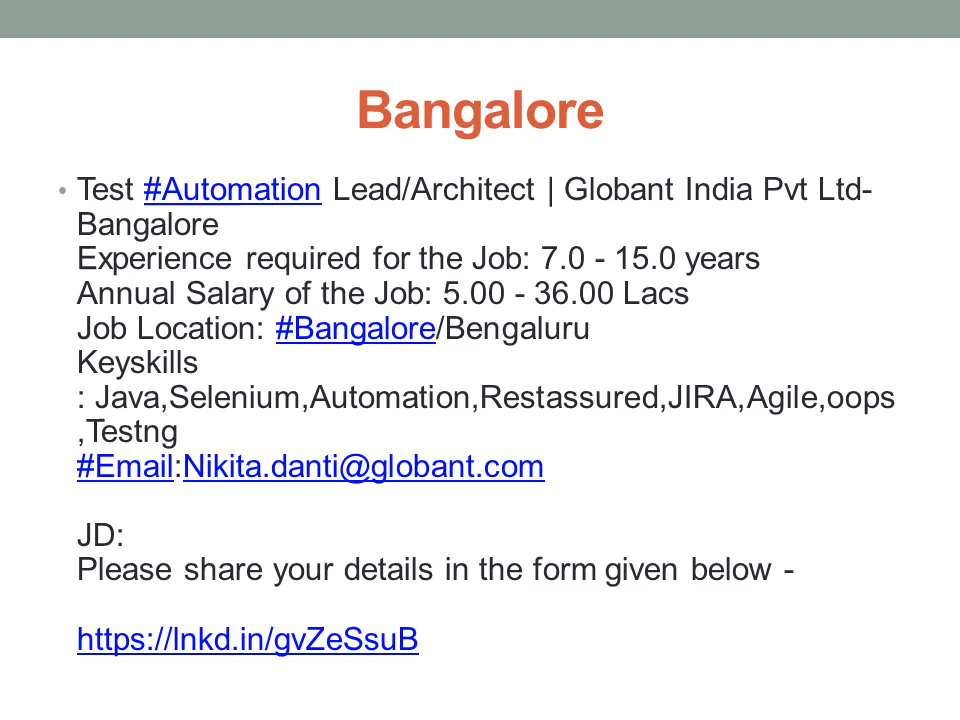 Bangalore
• Test #Automation Lead/Architect | Globant India Pvt Ltd-
Bangalore
Experience required for the Job: 7.0 - 15.0 years
Annual Salary of the Job: 5.00 - 36.00 Lacs
Job Location: #Bangalore/Bengaluru
Keyskills
: Java,Selenium,Automation,Restassured,JIRA,Agile,oops
,Testng
#Email:Nikita.danti@globant.com
JD:
Please share your details in the form given below -
https://lnkd.in/gvZeSsuB